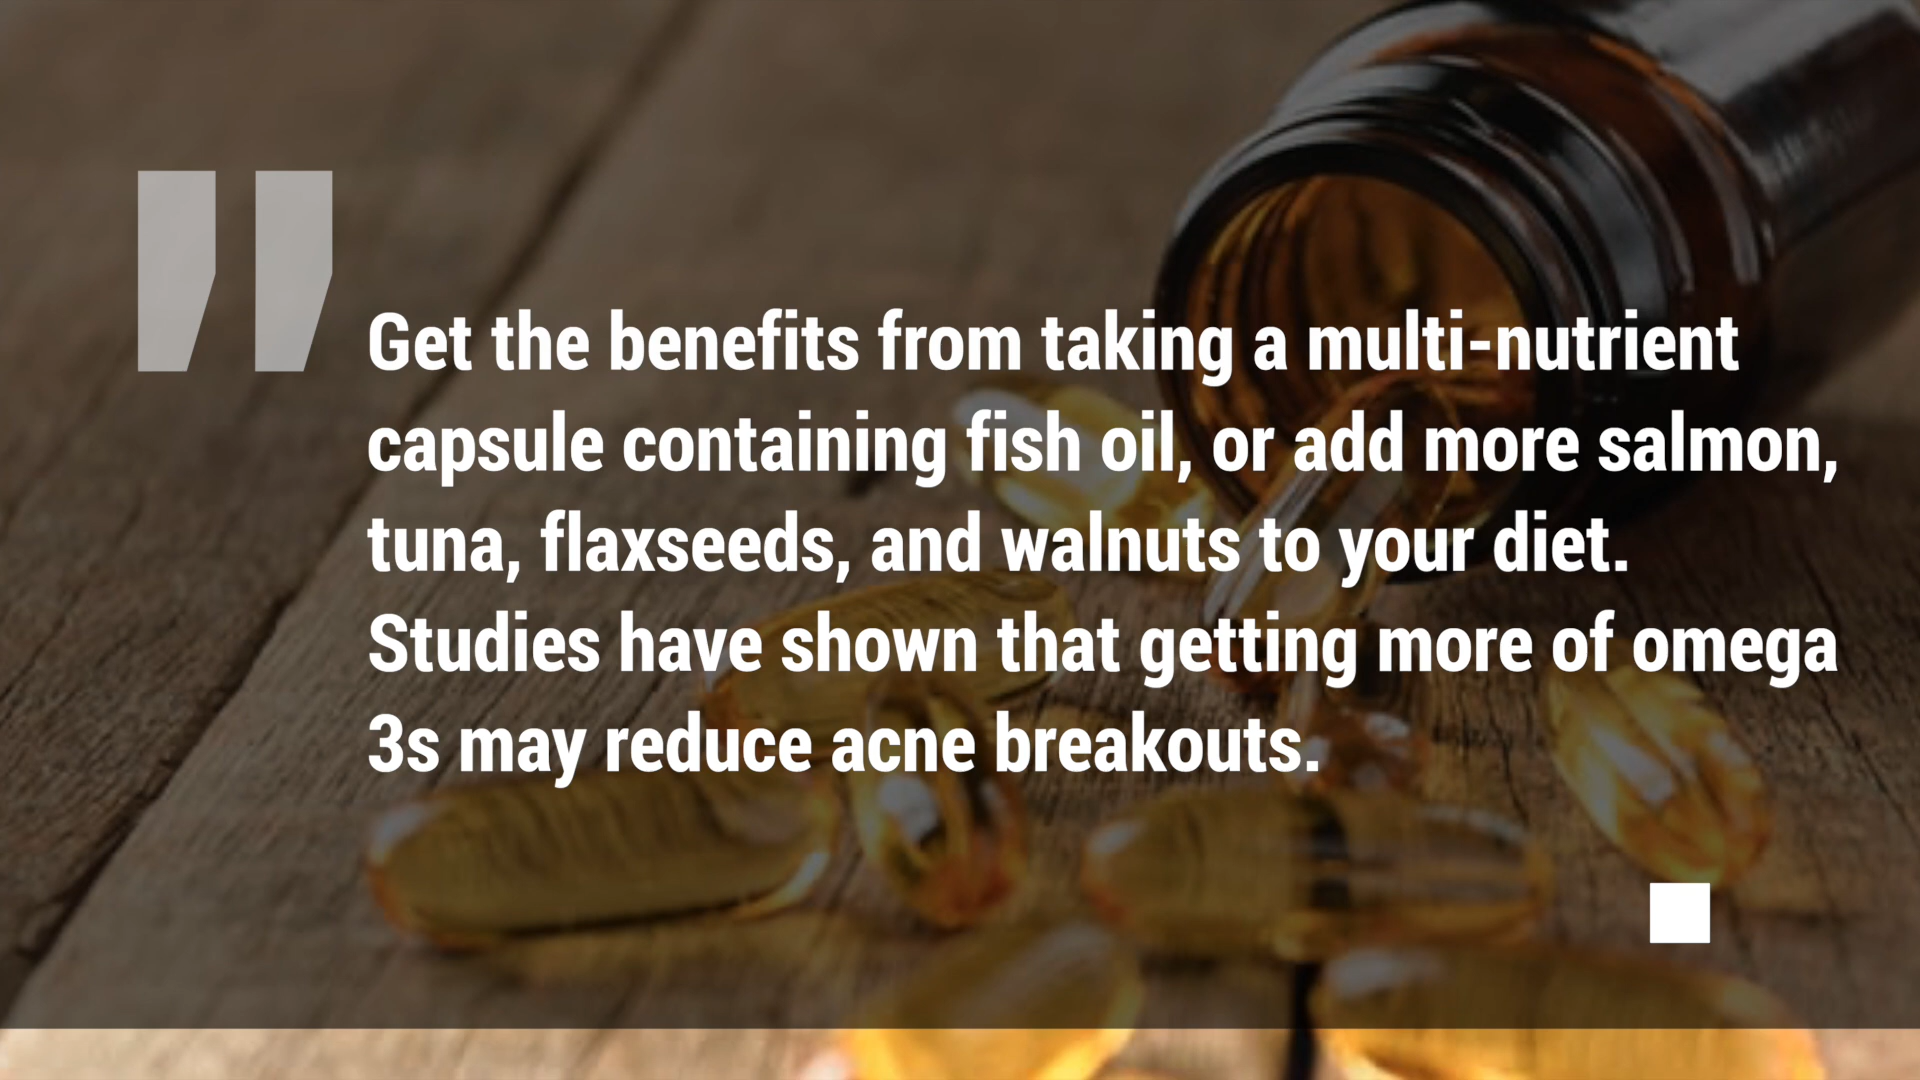 Get the benefits from taking a multi-nutrient
capsule containing fish oil, or add more salmon,
tuna, flaxseeds, and walnuts to your diet.
Studies have shown that getting more of omega
3s may reduce acne breakouts.